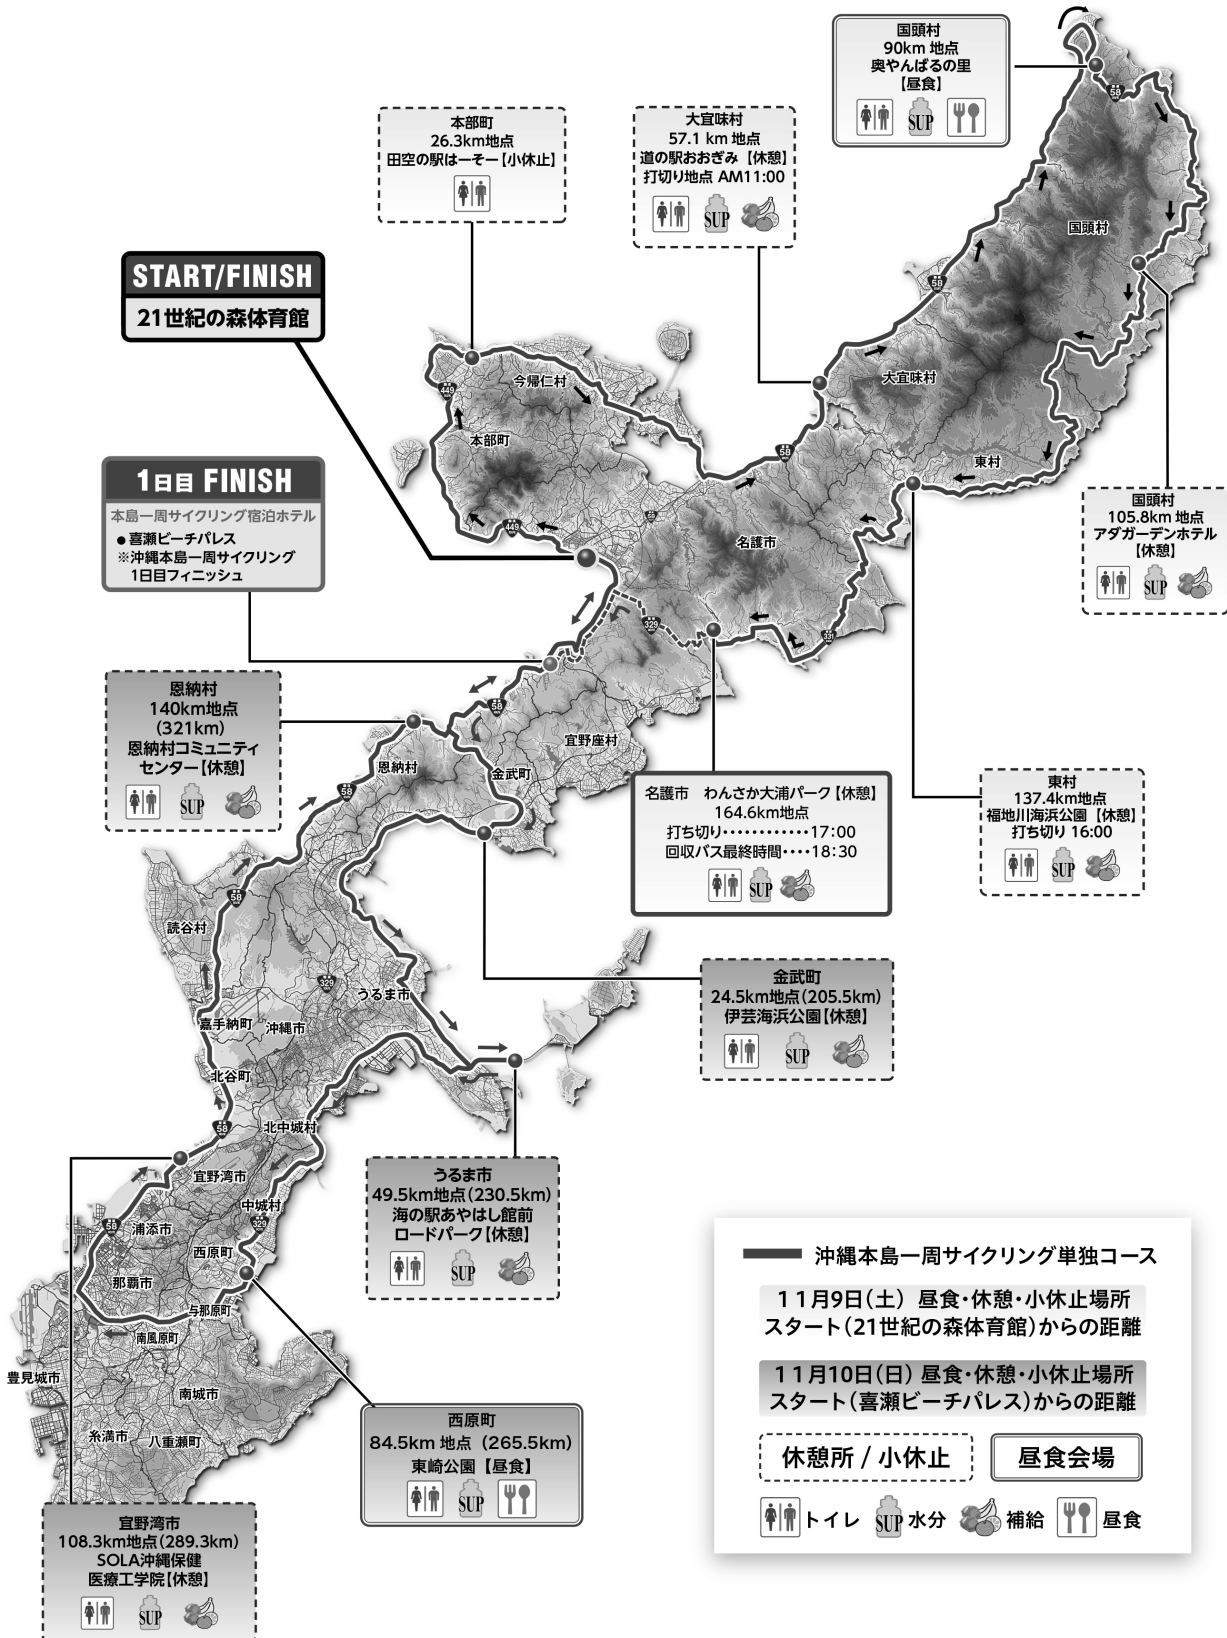 国頭村
90km 地点
奥やんばるの里
【昼食】
SUP
本部町
26.3km地点
田空の駅はーそー【小休止】
大宜味村
57.1 km 地点
道の駅おおぎみ【休憩】
打切り地点 AM11:00
SUP
START/FINISH
21世紀の森体育館
58
国頭村
58
大宜味村
今帰仁村
449
本部町
58
東村
449
名護市
国頭村
105.8km 地点
アダガーデンホテル
【休憩】
SUP
1日目 FINISH
本島一周サイクリング宿泊ホテル
●喜瀬ビーチパレス
※沖縄本島一周サイクリング
1日目フィニッシュ
329
331
58
恩納村
140km地点
(321km)
恩納村コミュニティ
センター【休憩】
SUP
宜野座村
恩納村
金武町
58
名護市 わんさか大浦パーク【休憩】
164.6km地点
打ち切り・・・・・・・・・・・・17:00
回収バス最終時間・・・・18:30
SUP
東村
137.4km地点
福地川海浜公園【休憩】
打ち切り 16:00
SUP
58
読谷村
329
うるま市
嘉手納町
沖縄市
金武町
24.5km地点(205.5km)
伊芸海浜公園【休憩】
SUP
北谷町
58
北中城村
宜野湾市
中城村
329
58
浦添市
西原町
那覇市
与那原町
南風原町
豊見城市
南城市
糸満市
八重瀬町
うるま市
49.5km地点(230.5km)
海の駅あやはし館前
ロードパーク【休憩】
SUP
西原町
84.5km 地点（265.5km）
東崎公園【昼食】
SUP
宜野湾市
108.3km地点(289.3km)
SOLA沖縄保健
医療工学院【休憩】
SUP
沖縄本島一周サイクリング単独コース
11月9日(土) 昼食・休憩・小休止場所
スタート(21世紀の森体育館)からの距離
11月10日(日) 昼食・休憩・小休止場所
スタート(喜瀬ビーチパレス)からの距離
休憩所 / 小休止
昼食会場
トイレ SUP 水分 補給 昼食